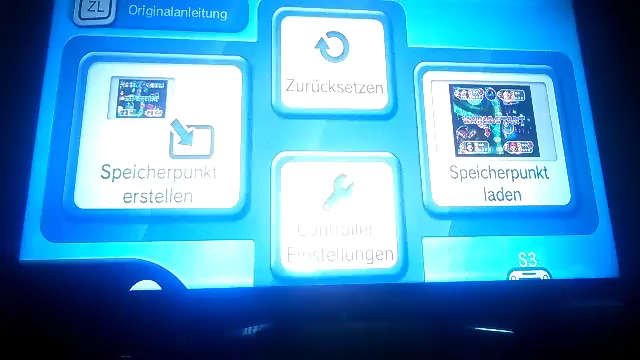 ZL
Originalanleitung
Zurücksetzen
Speicherpunkt
erstellen
Speicherpunkt
laden
Controller
Einstellungen
S3